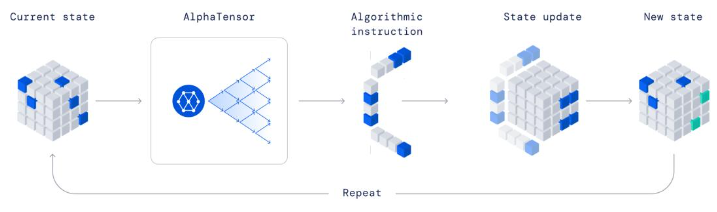 Current state
AlphaTensor
Algorithmic
instruction
State update
New state
Repeat